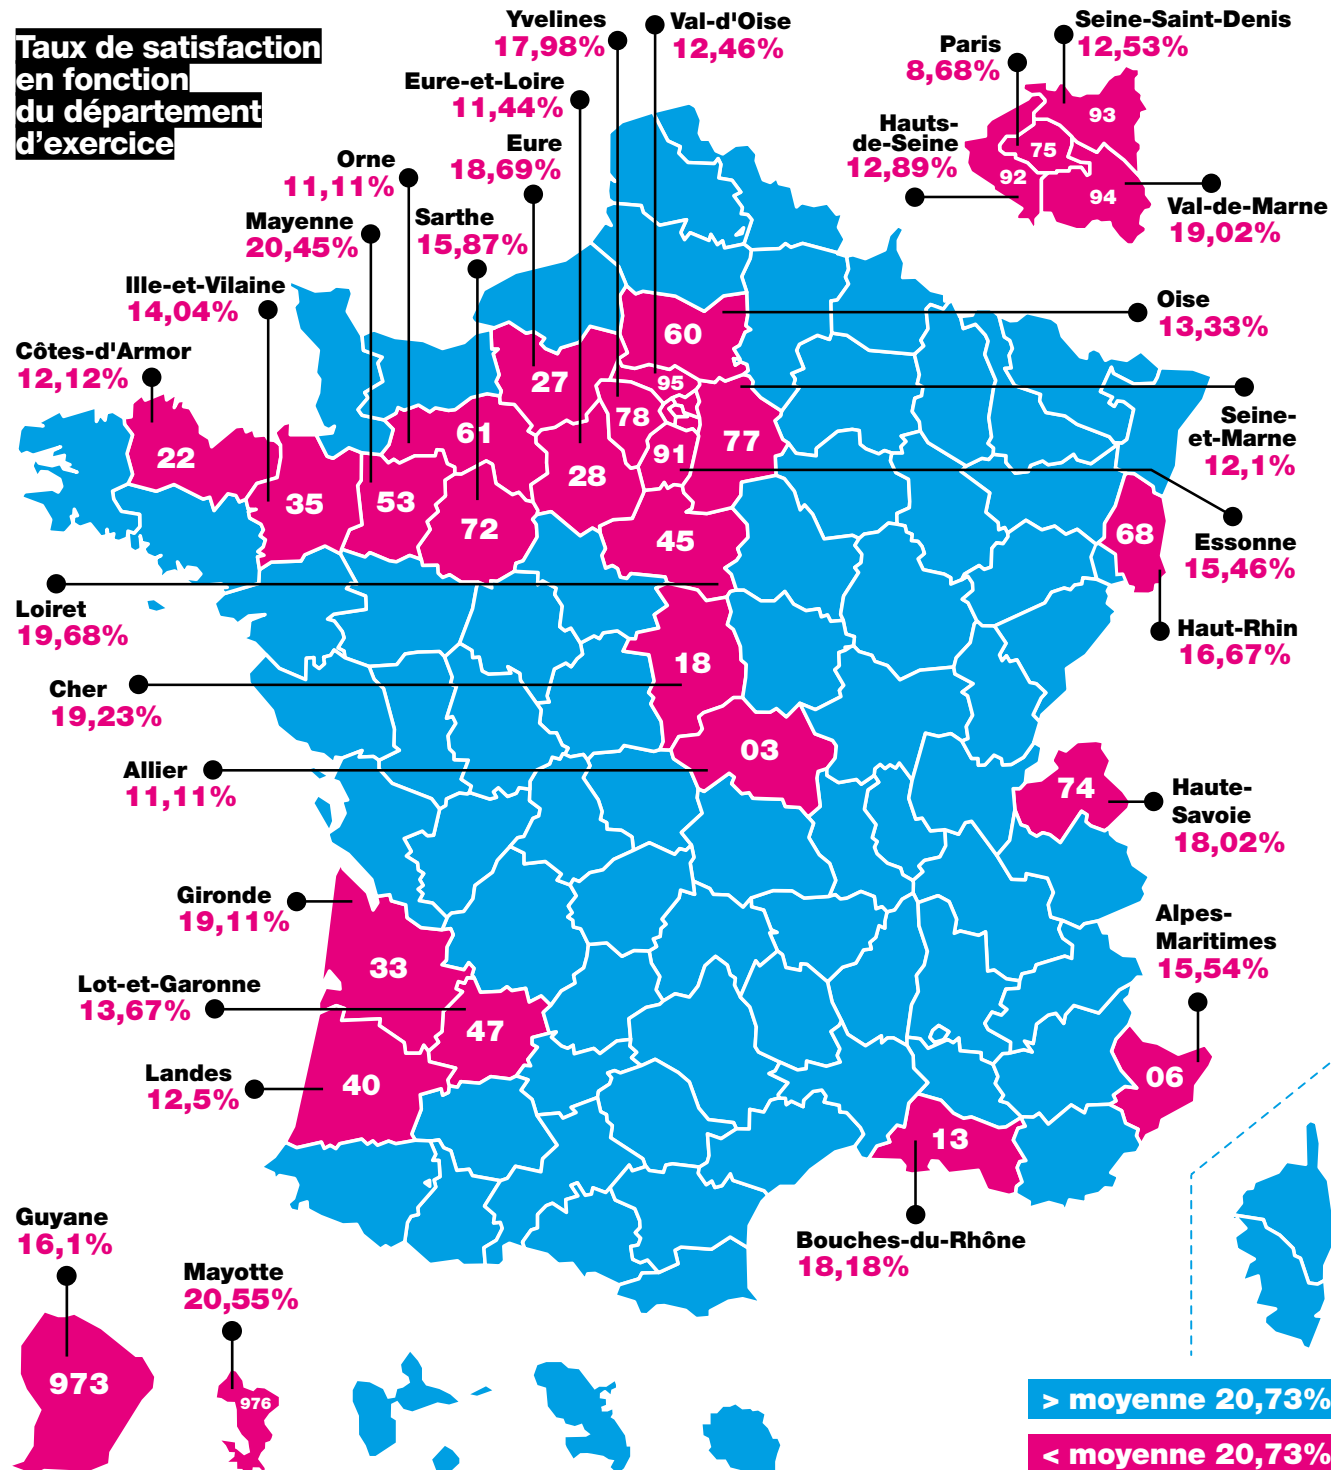 Taux de satisfaction
en fonction
du département
d'exercice
Yvelines
17,98%
Val-d'Oise
12,46%
Seine-Saint-Denis
12,53%
Paris
8,68%
Eure-et-Loire
11,44%
Hauts-
de-Seine
12,89%
93
75
92
94
Val-de-Marne
19,02%
Eure
18,69%
Orne
11,11%
Sarthe
15,87%
Mayenne
20,45%
Ille-et-Vilaine
14,04%
Côtes-d'Armor
12,12%
Oise
13,33%
60
27
95
78
61
91
77
22
28
35
53
72
45
68
Seine-
et-Marne
12,1%
Essonne
15,46%
Loiret
19,68%
Haut-Rhin
16,67%
18
Cher
19,23%
03
Allier
11,11%
74
Haute-
Savoie
18,02%
Gironde
19,11%
33
Alpes-
Maritimes
15,54%
Lot-et-Garonne
13,67%
47
Landes
12,5%
40
06
13
Bouches-du-Rhône
18,18%
Guyane
16,1%
Mayotte
20,55%
973
976
> moyenne 20,73%
< moyenne 20,73%